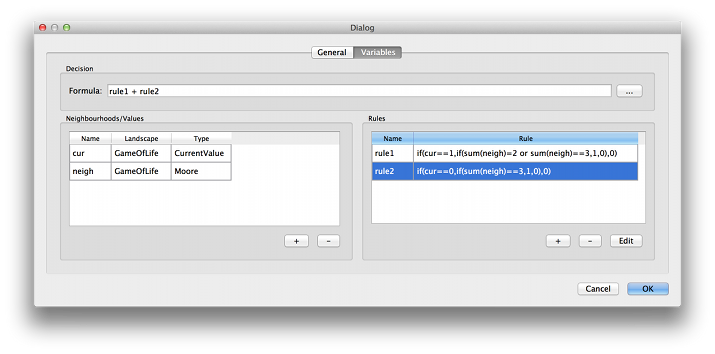 Dialog
General Variables
Decision
Formula: rule1 + rule2 ...
Neighbourhoods/Values
Name Landscape Type
cur GameOfLife CurrentValue
neigh GameOfLife Moore
+ -
Rules
Name Rule
rule1 if(cur==1,if(sum(neigh)=2 or sum(neigh)==3,1,0),0)
rule2 if(cur==0,if(sum(neigh)==3,1,0),0)
+ - Edit
Cancel OK